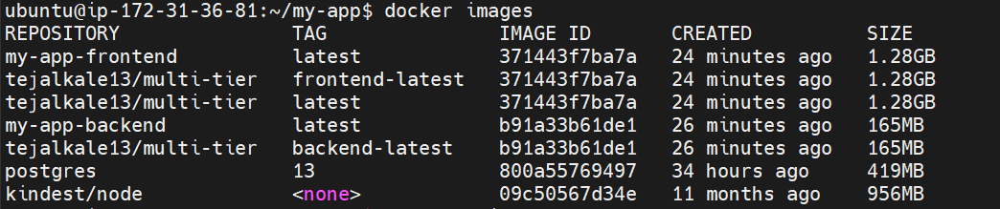 ubuntu@ip-172-31-36-81:~/my-app$ docker images
REPOSITORY TAG IMAGE ID CREATED SIZE
my-app-frontend latest 371443f7ba7a 24 minutes ago 1.28GB
tejalkale13/multi-tier frontend-latest 371443f7ba7a 24 minutes ago 1.28GB
tejalkale13/multi-tier latest 371443f7ba7a 24 minutes ago 1.28GB
my-app-backend latest b91a33b61de1 26 minutes ago 165MB
tejalkale13/multi-tier backend-latest b91a33b61de1 26 minutes ago 165MB
postgres 13 800a55769497 34 hours ago 419MB
kindest/node <none> 09c50567d34e 11 months ago 956MB